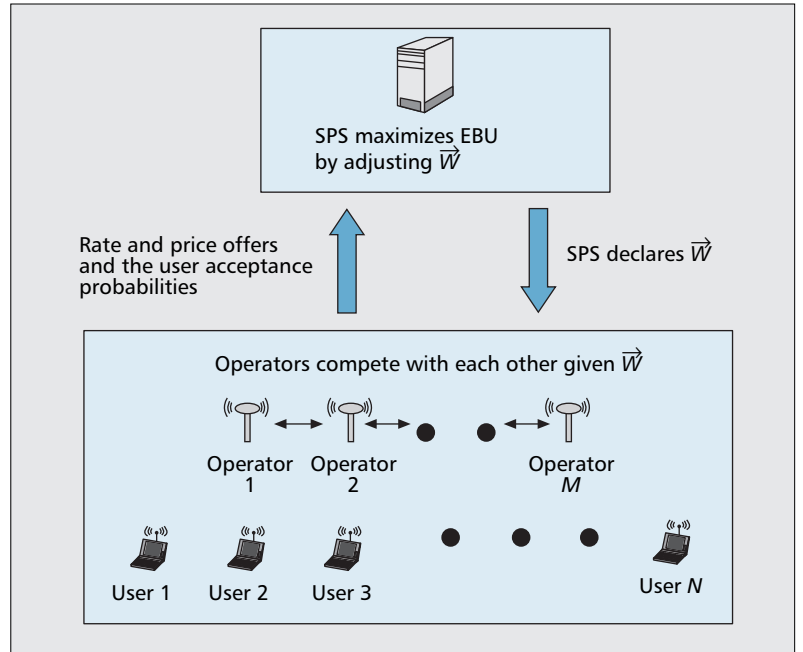 SPS maximizes EBU
by adjusting W⃗
Rate and price offers
and the user acceptance
probabilities
SPS declares W⃗
Operators compete with each other given W⃗
Operator
1
Operator
2
Operator
M
User 1
User 2
User 3
User N